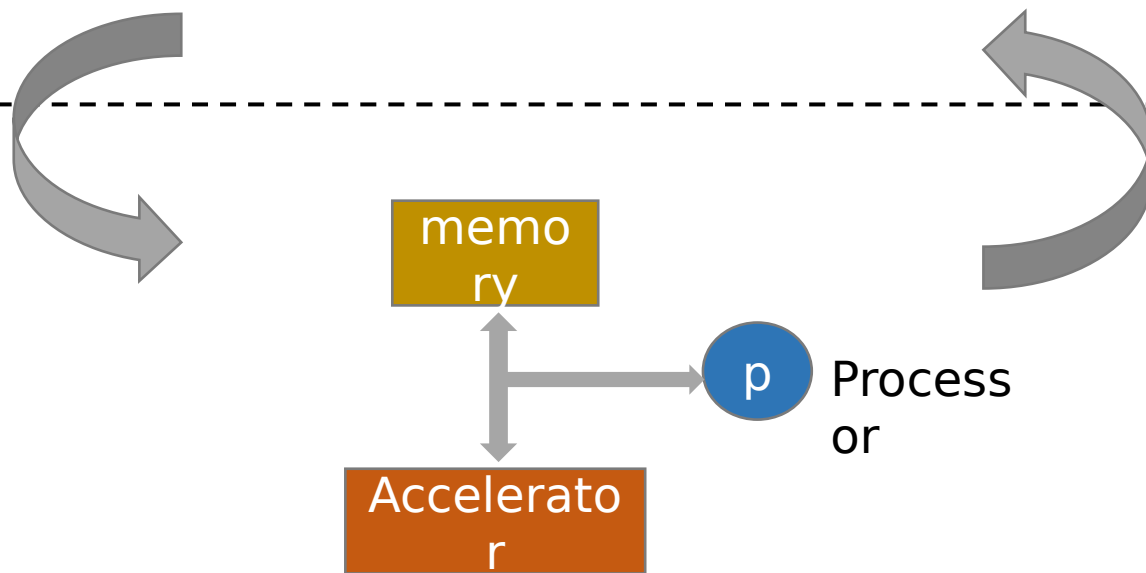 memo
ry
p
Process
or
Accelerato
r